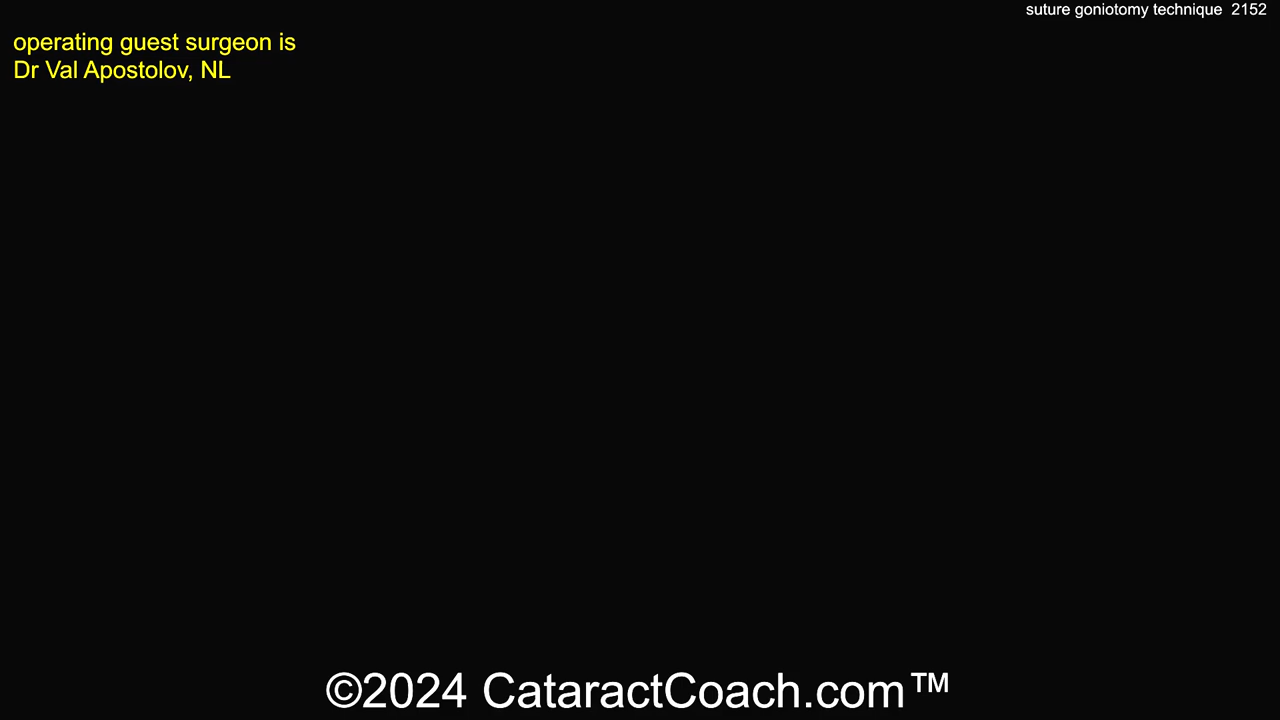 suture goniotomy technique 2152
operating guest surgeon is
Dr Val Apostolov, NL
©2024 CataractCoach.com™